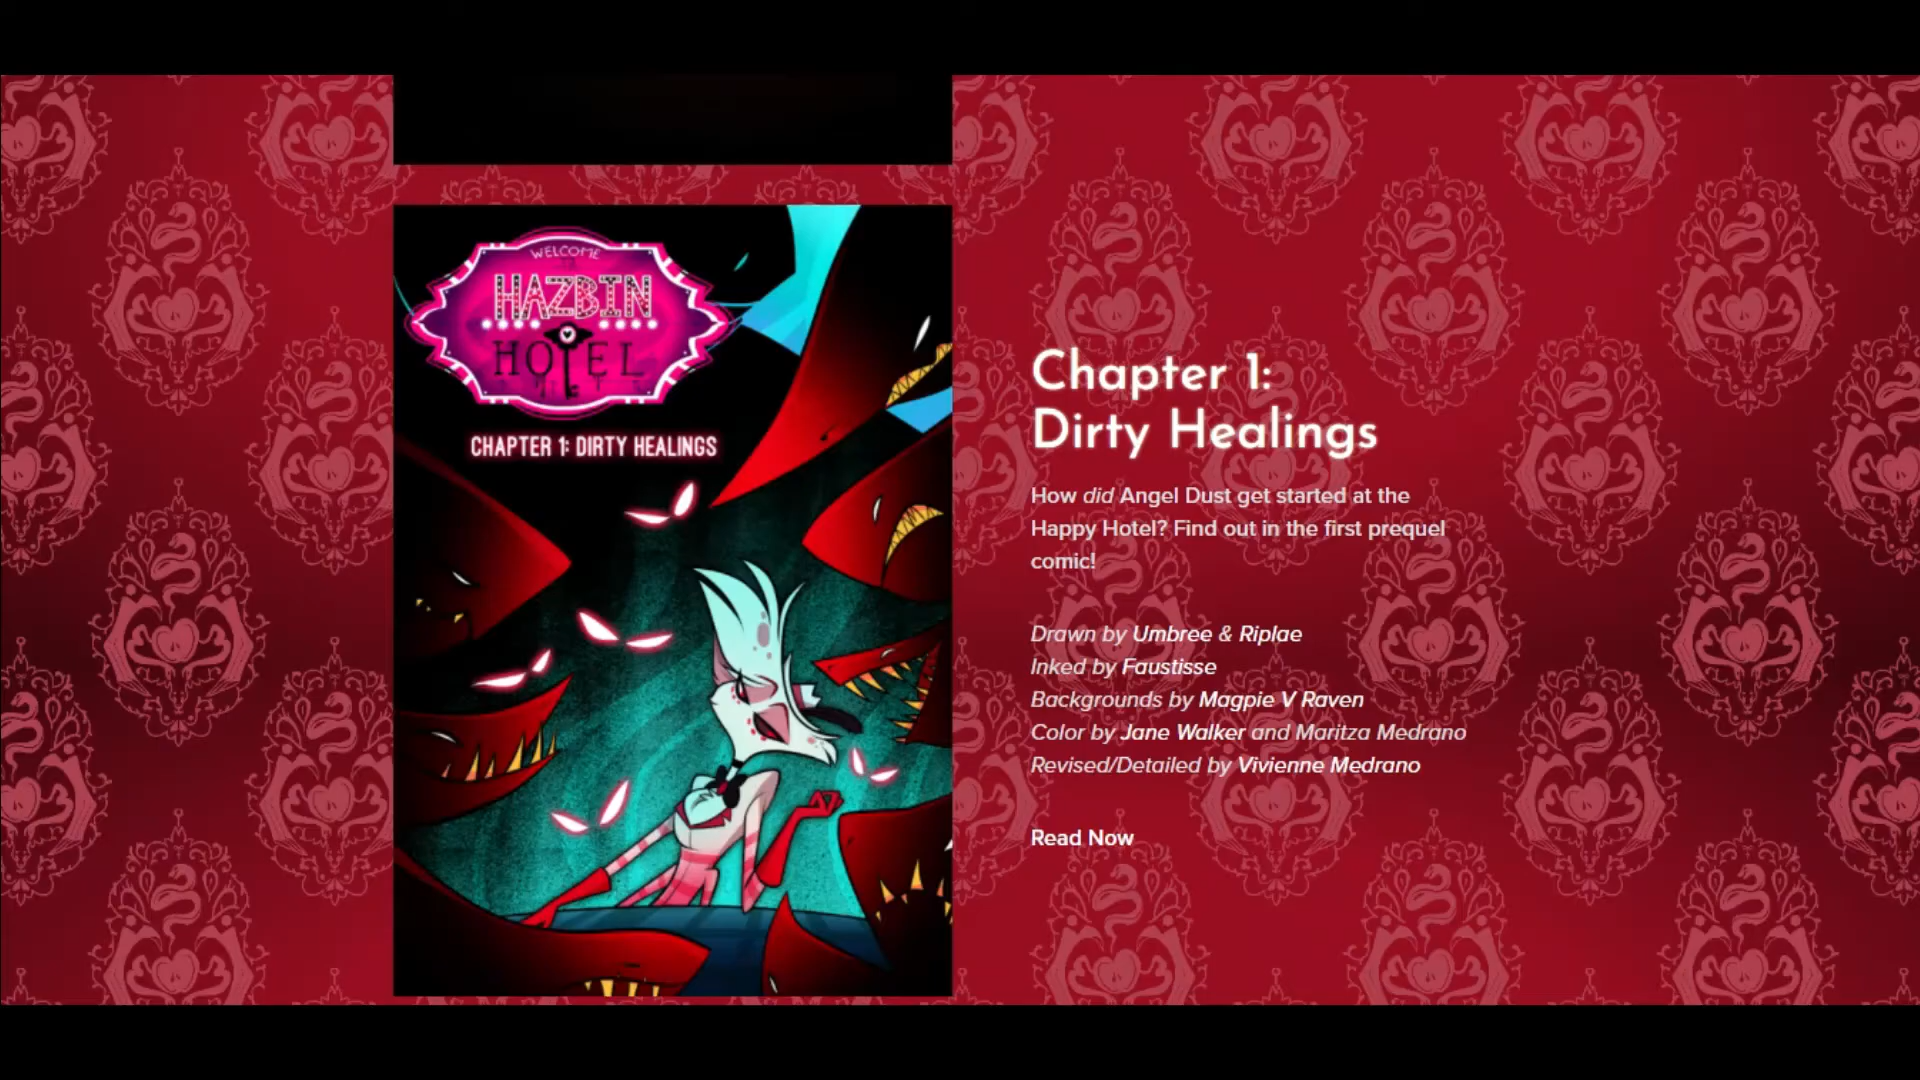 WELCOME
TO
HAZBIN
HOTEL
CHAPTER 1: DIRTY HEALINGS
Chapter 1:
Dirty Healings
How did Angel Dust get started at the
Happy Hotel? Find out in the first prequel
comic!
Drawn by Umbree & Riplae
Inked by Faustisse
Backgrounds by Magpie V Raven
Color by Jane Walker and Maritza Medrano
Revised/Detailed by Vivienne Medrano
Read Now